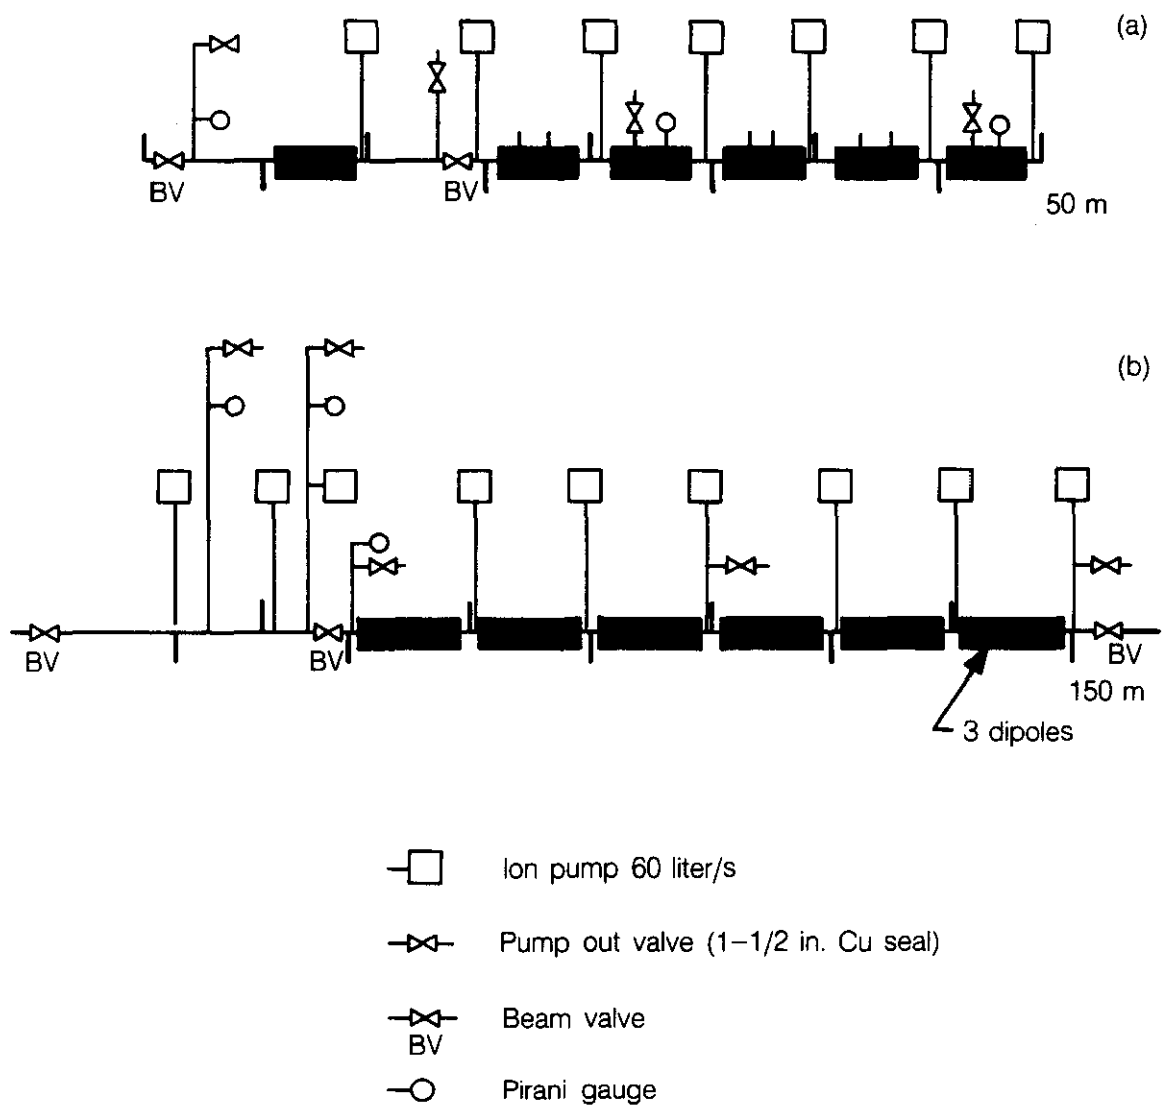 (a)
BV
BV
50 m
(b)
BV
BV
BV
150 m
3 dipoles
Ion pump 60 liter/s
Pump out valve (1–1/2 in. Cu seal)
Beam valve
BV
Pirani gauge